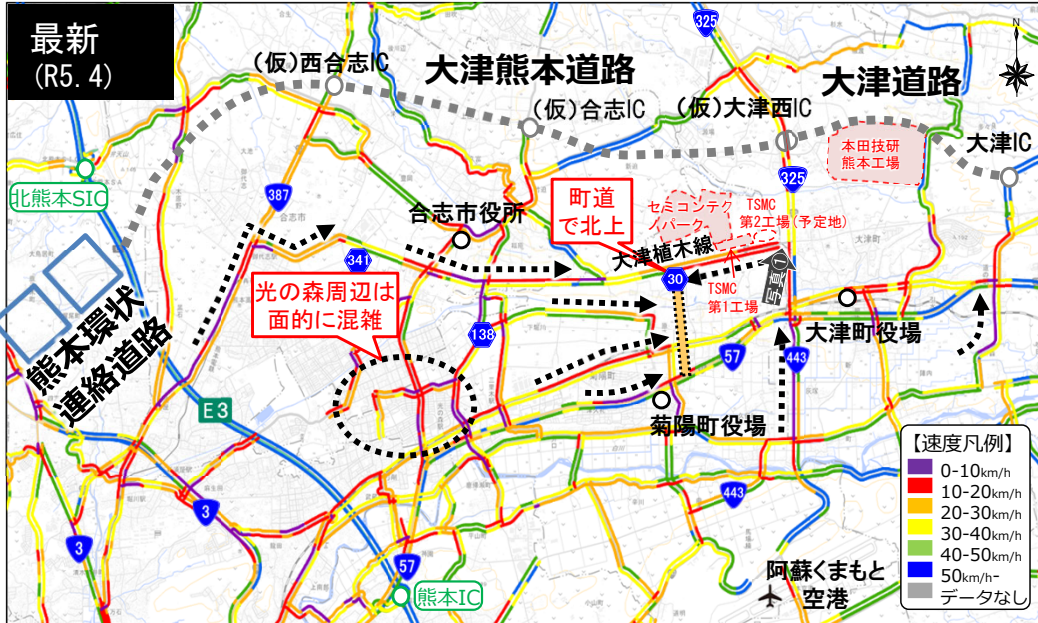 最新
(R5.4)
(仮)西合志IC
大津熊本道路
(仮)合志IC
(仮)大津西IC
大津道路
大津IC
N
325
本田技研
熊本工場
325
北熊本SIC
387
合志市
合志市役所
町道
で北上
セミコンテク
パーク
TSMC
第2工場(予定地)
大津町
大津植木線
341
30
TSMC
第1工場
写真①
光の森周辺は
面的に混雑
138
大津町役場
熊本環状
連絡道路
57
443
E3
菊陽町役場
【速度凡例】
0-10km/h
10-20km/h
20-30km/h
30-40km/h
40-50km/h
50km/h-
データなし
443
3
3
57
熊本IC
阿蘇くまもと
空港